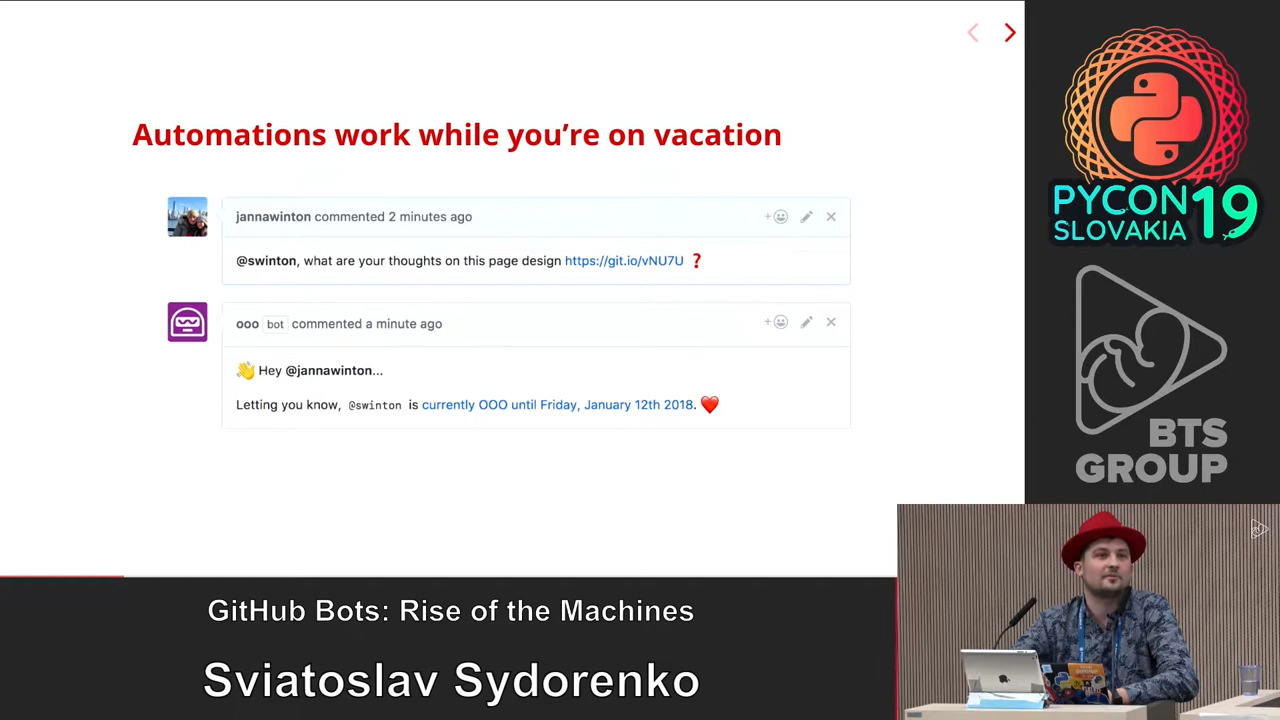 Automations work while you're on vacation
jannawinton commented 2 minutes ago
@swinton, what are your thoughts on this page design https://git.io/vNU7U ❓
ooo bot commented a minute ago
👋 Hey @jannawinton...
Letting you know, @swinton is currently OOO until Friday, January 12th 2018. ❤️
PYCON 19
SLOVAKIA
BTS
GROUP
GitHub Bots: Rise of the Machines
Sviatoslav Sydorenko